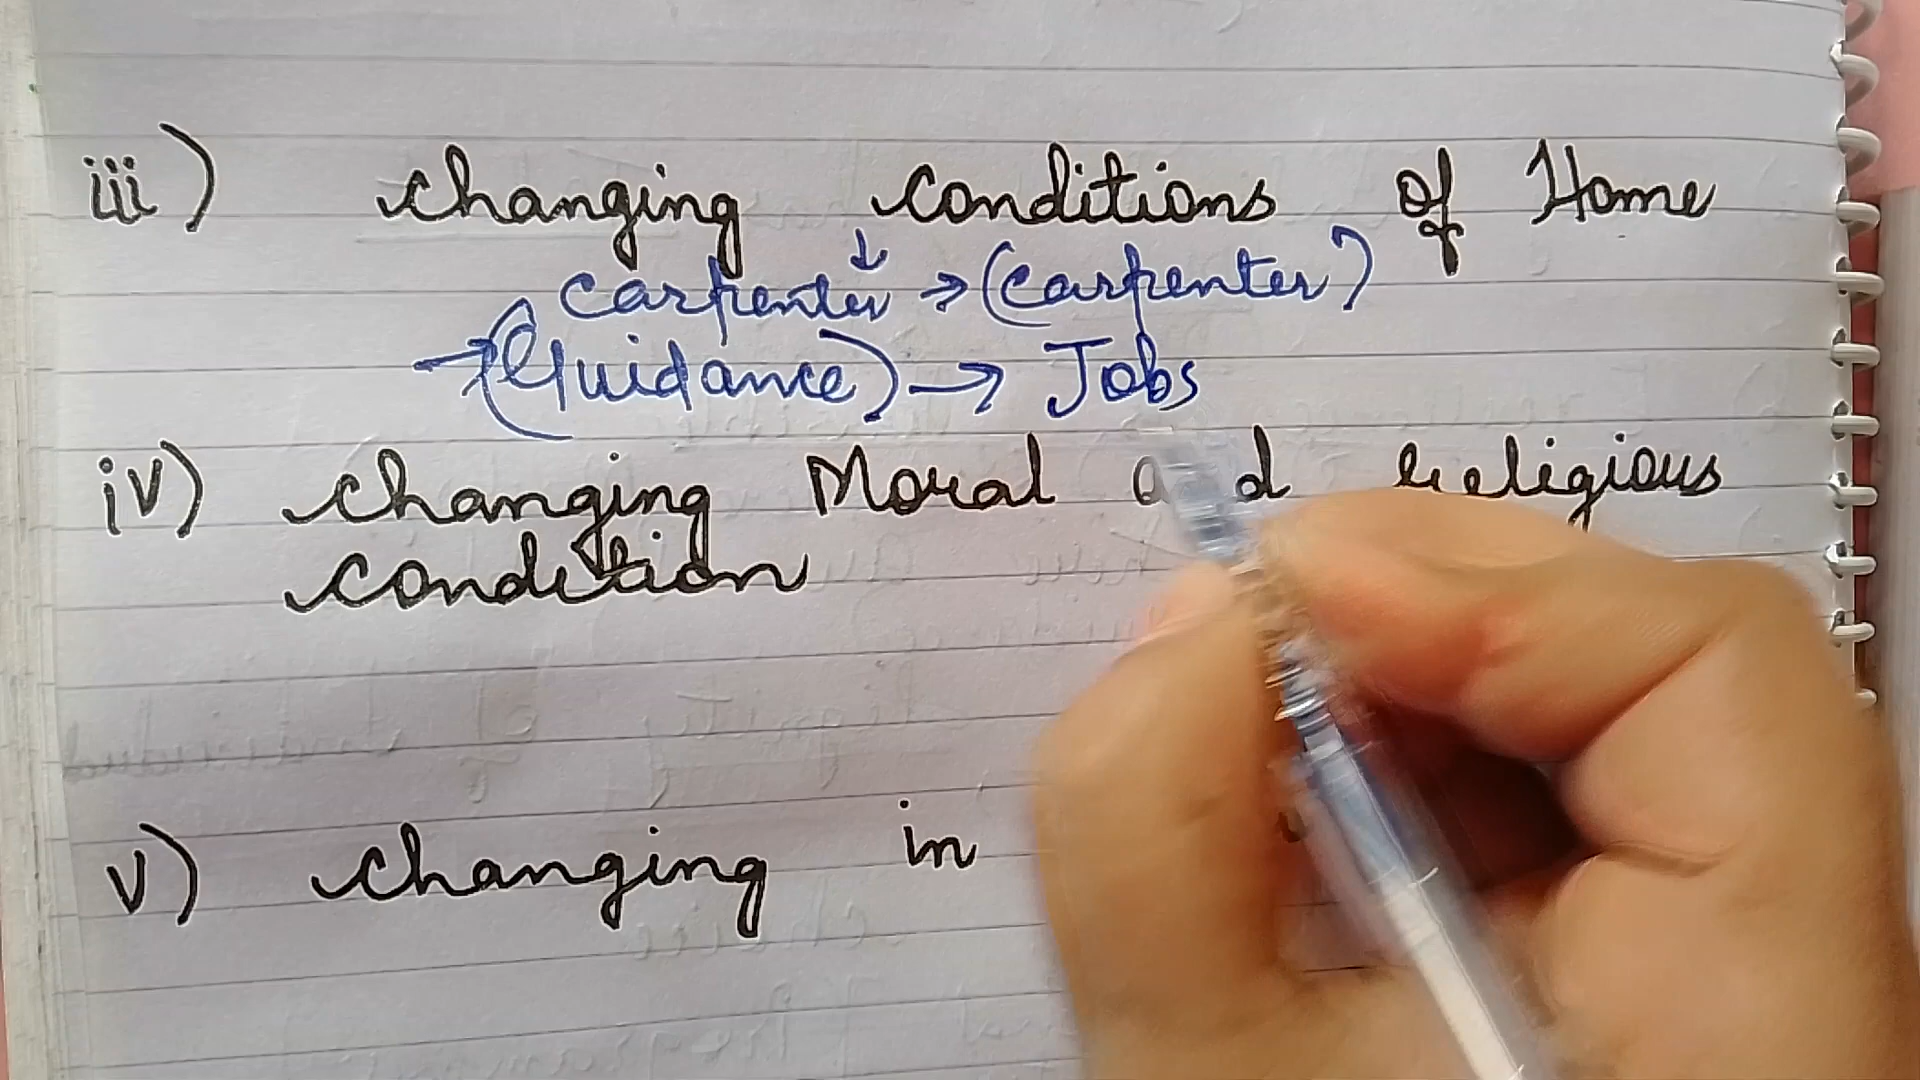 iii) changing conditions of Home
↓
carpenter → (carpenter)
→ (Guidance) → Jobs
iv) changing Moral and religious
condition
v) changing in